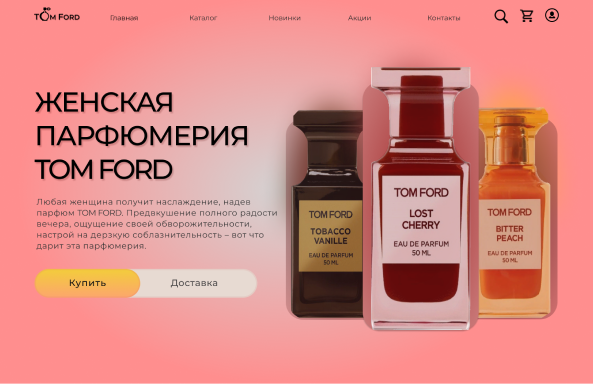 TOM FORD
Главная
Каталог
Новинки
Акции
Контакты
ЖЕНСКАЯ
ПАРФЮМЕРИЯ
TOM FORD
Любая женщина получит наслаждение, надев
парфюм TOM FORD. Предвкушение полного радости
вечера, ощущение своей обворожительности,
настрой на дерзкую соблазнительность – вот что
дарит эта парфюмерия.
Купить
Доставка
TOM FORD
TOBACCO
VANILLE
EAU DE PARFUM
50 ML
TOM FORD
LOST
CHERRY
EAU DE PARFUM
50 ML
TOM FORD
BITTER
PEACH
EAU DE PARFUM
50 ML